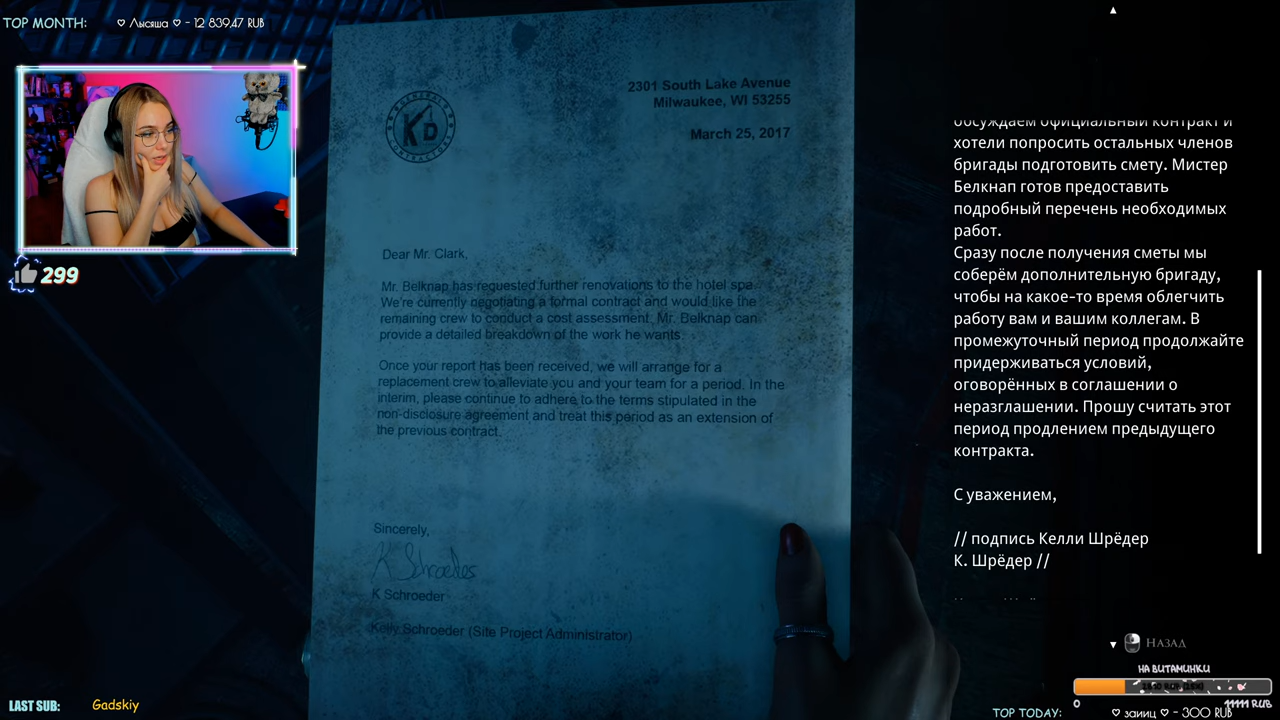 TOP MONTH: ♡ Лысяша ♡ - 12 839.47 RUB
299
GENERAL
KD
CONTRACTOR
2301 South Lake Avenue
Milwaukee, WI 53255
March 25, 2017
Dear Mr. Clark,
Mr. Belknap has requested further renovations to the hotel spa.
We're currently negotiating a formal contract and would like the
remaining crew to conduct a cost assessment. Mr. Belknap can
provide a detailed breakdown of the work he wants.
Once your report has been received, we will arrange for a
replacement crew to alleviate you and your team for a period. In the
interim, please continue to adhere to the terms stipulated in the
non-disclosure agreement and treat this period as an extension of
the previous contract.
Sincerely,
K Schroeder
K Schroeder
Kelly Schroeder (Site Project Administrator)
обсуждаем официальный контракт и
хотели попросить остальных членов
бригады подготовить смету. Мистер
Белкнап готов предоставить
подробный перечень необходимых
работ.
Сразу после получения сметы мы
соберём дополнительную бригаду,
чтобы на какое-то время облегчить
работу вам и вашим коллегам. В
промежуточный период продолжайте
придерживаться условий,
оговорённых в соглашении о
неразглашении. Прошу считать этот
период продлением предыдущего
контракта.
С уважением,
// подпись Келли Шрёдер
К. Шрёдер //
Назад
НА ВИТАМИНКИ
0
11111 RUB
LAST SUB: Gadskiy
TOP TODAY: ♡ заииц ♡ - 300 RUB